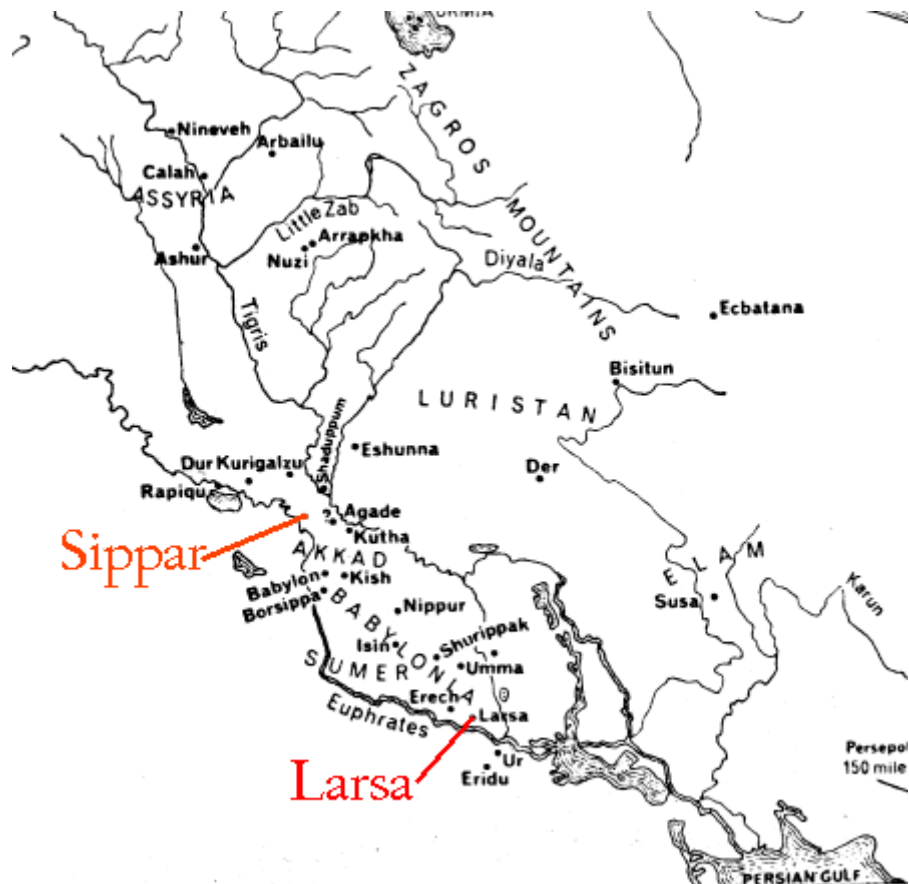 URMIA
ZAGROS MOUNTAINS
Nineveh
Arbailu
Calah
ASSYRIA
Little Zab
Arrapkha
Nuzi
Ashur
Diyala
Tigris
Ecbatana
Bisitun
LURISTAN
Shaduppum
Eshunna
Dur Kurigalzu
Der
Rapiqu
? Agade
Sippar
Kutha
AKKAD
ELAM
Babylon
Kish
Karun
Borsippa
BABYLONIA
Susa
Nippur
Isin
Shurippak
SUMER
Umma
Erech
Euphrates
Larsa
Ur
Larsa
Eridu
Persepol
150 mile
PERSIAN GULF